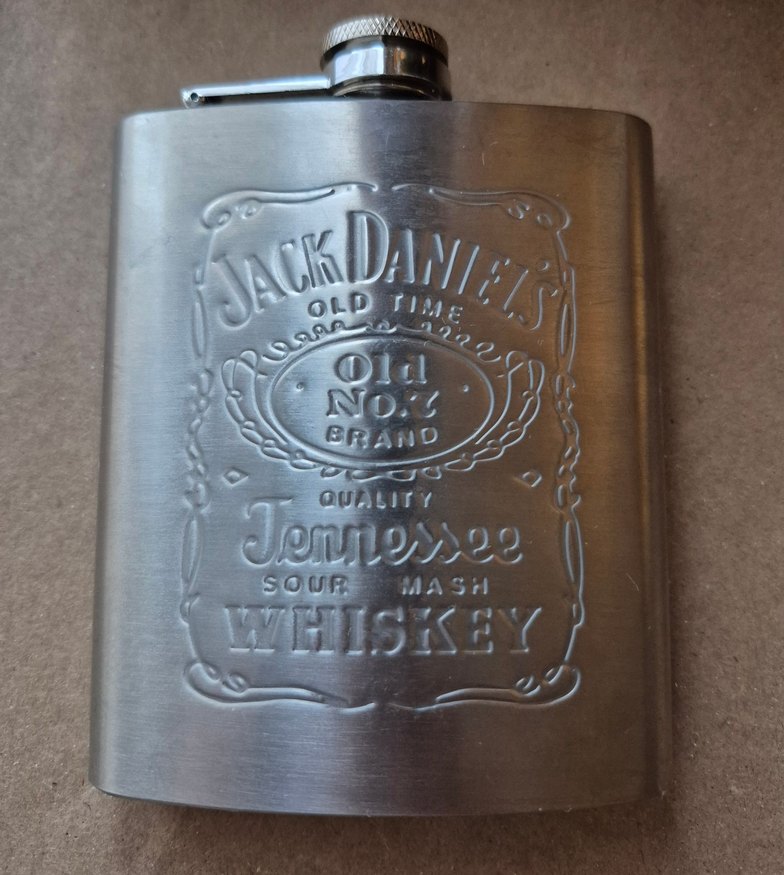 JACK DANIEL'S
OLD TIME
Old
No.7
BRAND
QUALITY
Tennessee
SOUR MASH
WHISKEY